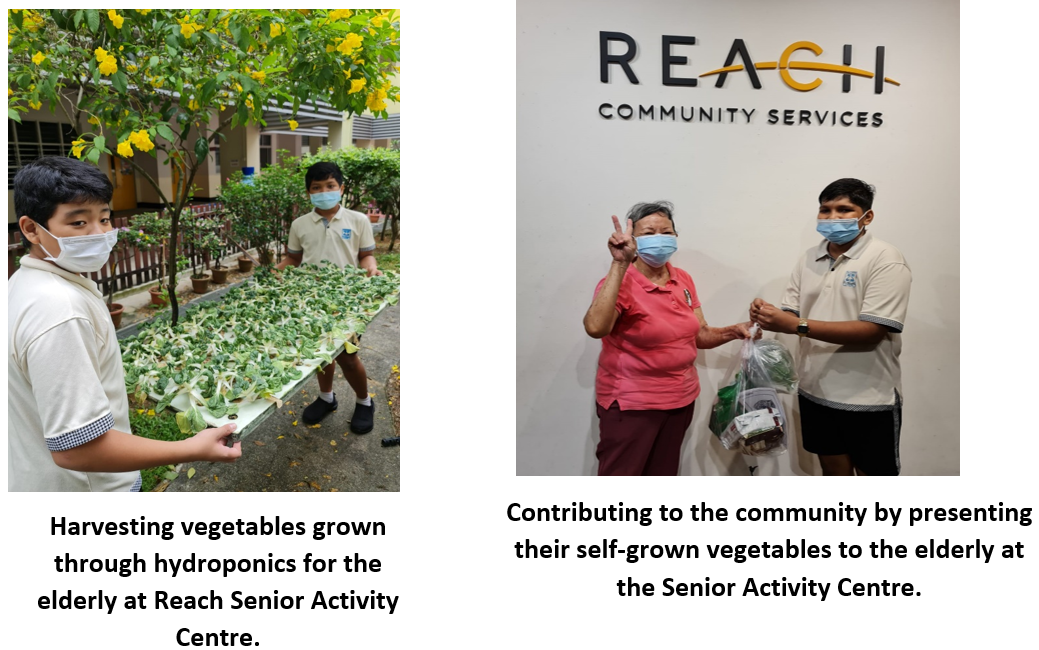 REACH
COMMUNITY SERVICES
Harvesting vegetables grown
through hydroponics for the
elderly at Reach Senior Activity
Centre.
Contributing to the community by presenting
their self-grown vegetables to the elderly at
the Senior Activity Centre.